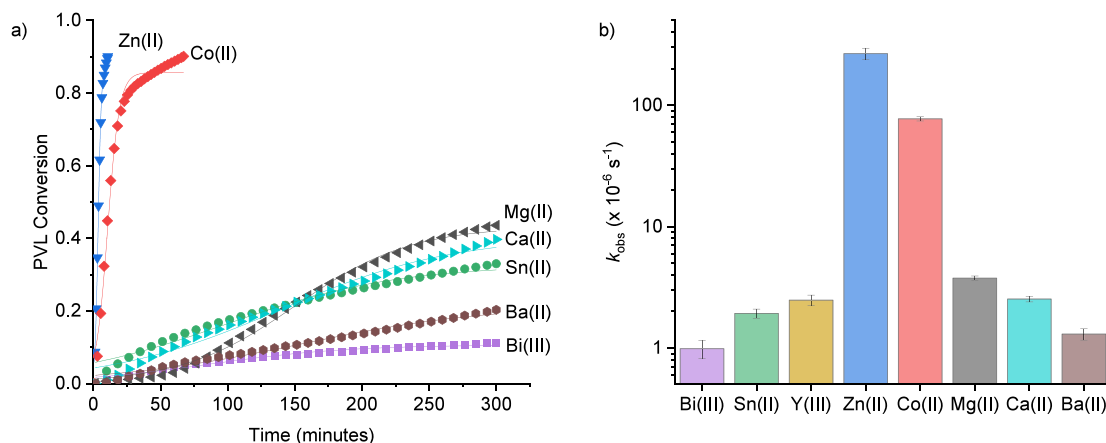 a)
PVL Conversion
1.0
0.8
0.6
0.4
0.2
0.0
Zn(II)
Co(II)
Mg(II)
Ca(II)
Sn(II)
Ba(II)
Bi(III)
0 50 100 150 200 250 300
Time (minutes)
b)
k_obs (x 10⁻⁶ s⁻¹)
100
10
1
Bi(III) Sn(II) Y(III) Zn(II) Co(II) Mg(II) Ca(II) Ba(II)